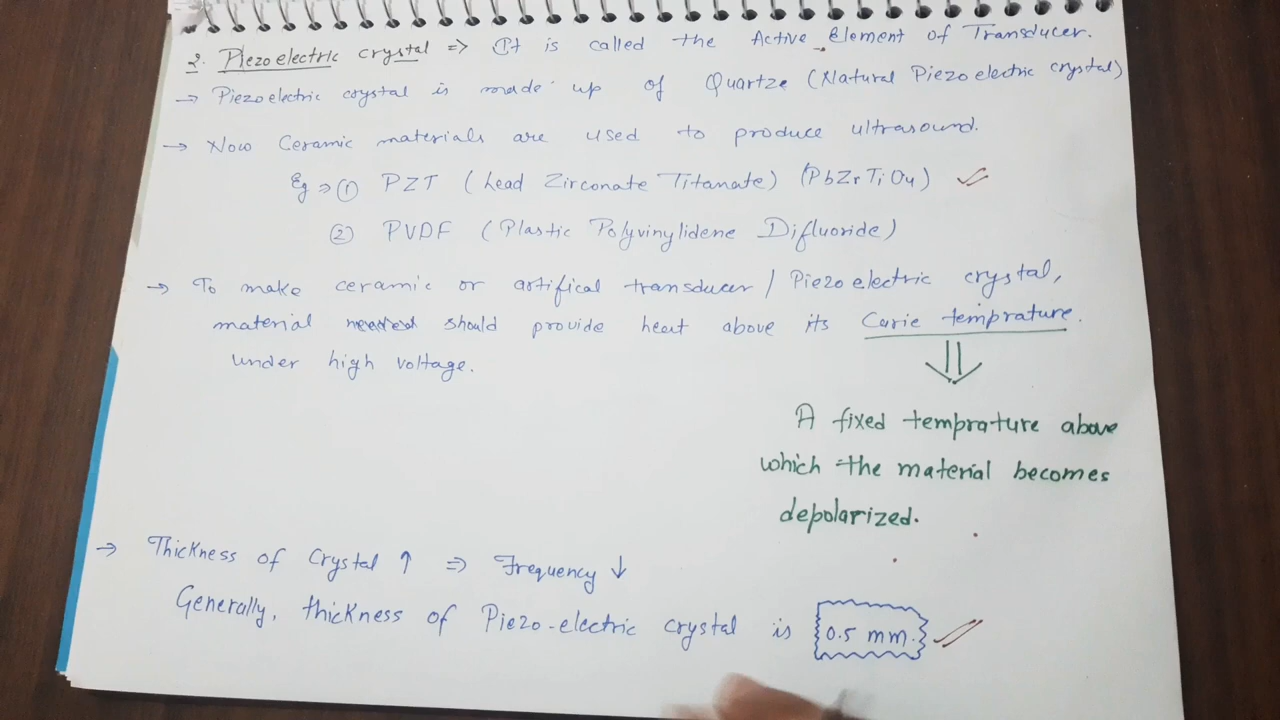 2. Piezoelectric crystal => It is called the Active Element of Transducer.
→ Piezoelectric crystal is made up of Quartze (Natural Piezoelectric crystal)
→ Now Ceramic materials are used to produce ultrasound.
Eg => ① PZT (Lead Zirconate Titanate) (PbZrTiO4)
② PVDF (Plastic Polyvinylidene Difluoride)
→ To make ceramic or artifical transducer / Piezoelectric crystal,
material should provide heat above its Curie temprature.
under high voltage.
A fixed temprature above
which the material becomes
depolarized.
→ Thickness of Crystal ↑ => Frequency ↓
Generally, thickness of Piezo-electric crystal is 0.5 mm.